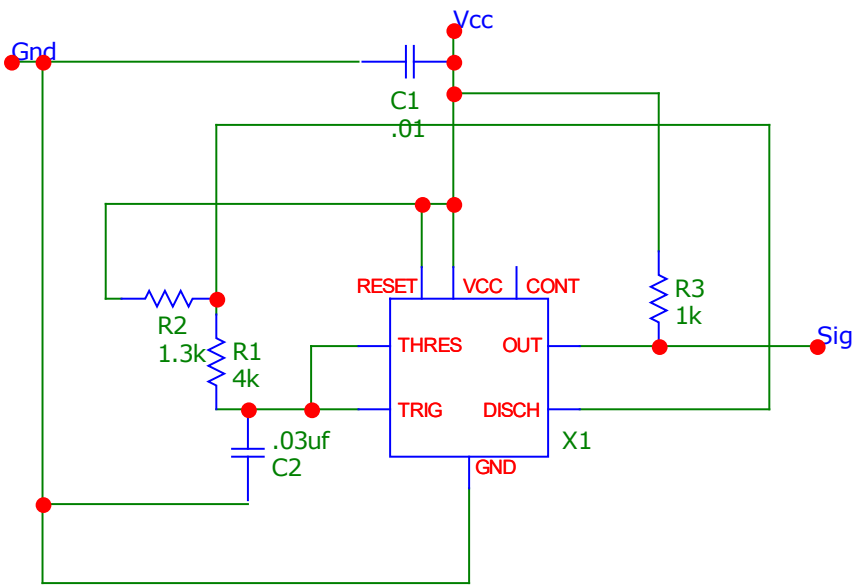 Vcc
Gnd
C1
.01
RESET
VCC
CONT
R3
1k
R2
1.3k
R1
4k
THRES
OUT
Sig
TRIG
DISCH
.03uf
C2
X1
GND